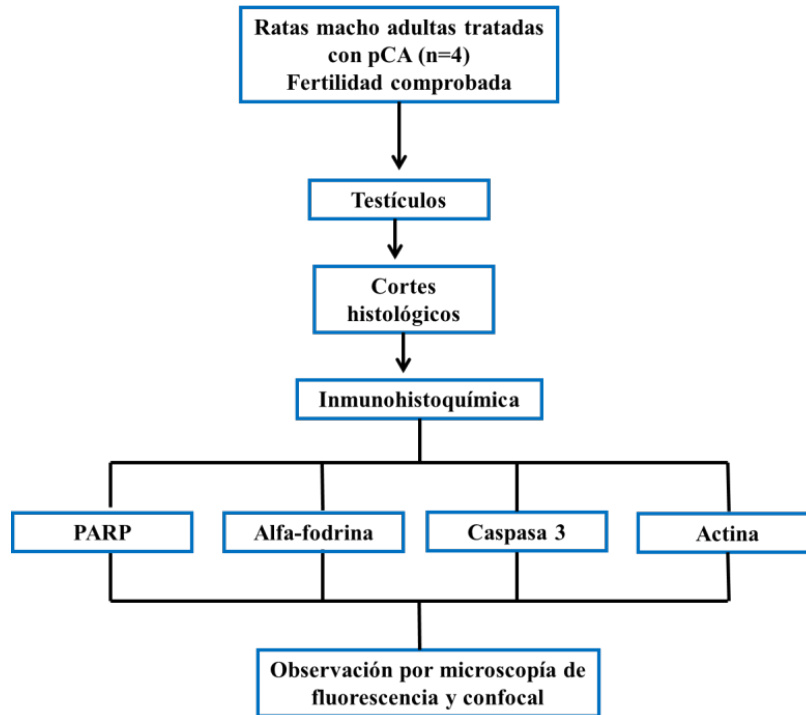 Ratas macho adultas tratadas
con pCA (n=4)
Fertilidad comprobada
Testículos
Cortes
histológicos
Inmunohistoquímica
PARP
Alfa-fodrina
Caspasa 3
Actina
Observación por microscopía de
fluorescencia y confocal